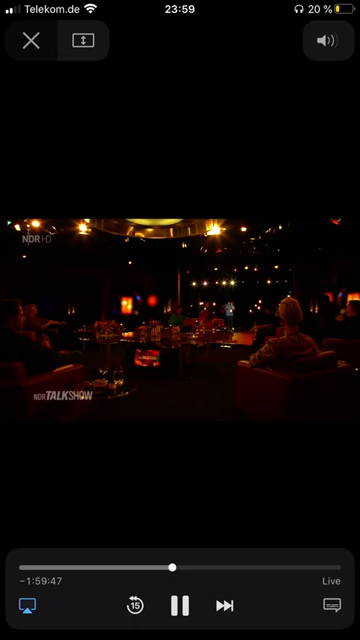 Telekom.de 23:59 20 %
NDR HD
NDR TALKSHOW
15
−1:59:47 Live